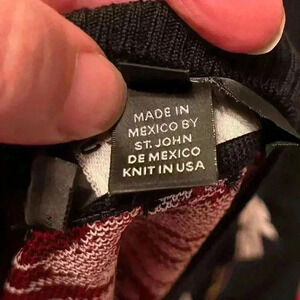 MADE IN
MEXICO BY
ST. JOHN
DE MEXICO
KNIT IN USA